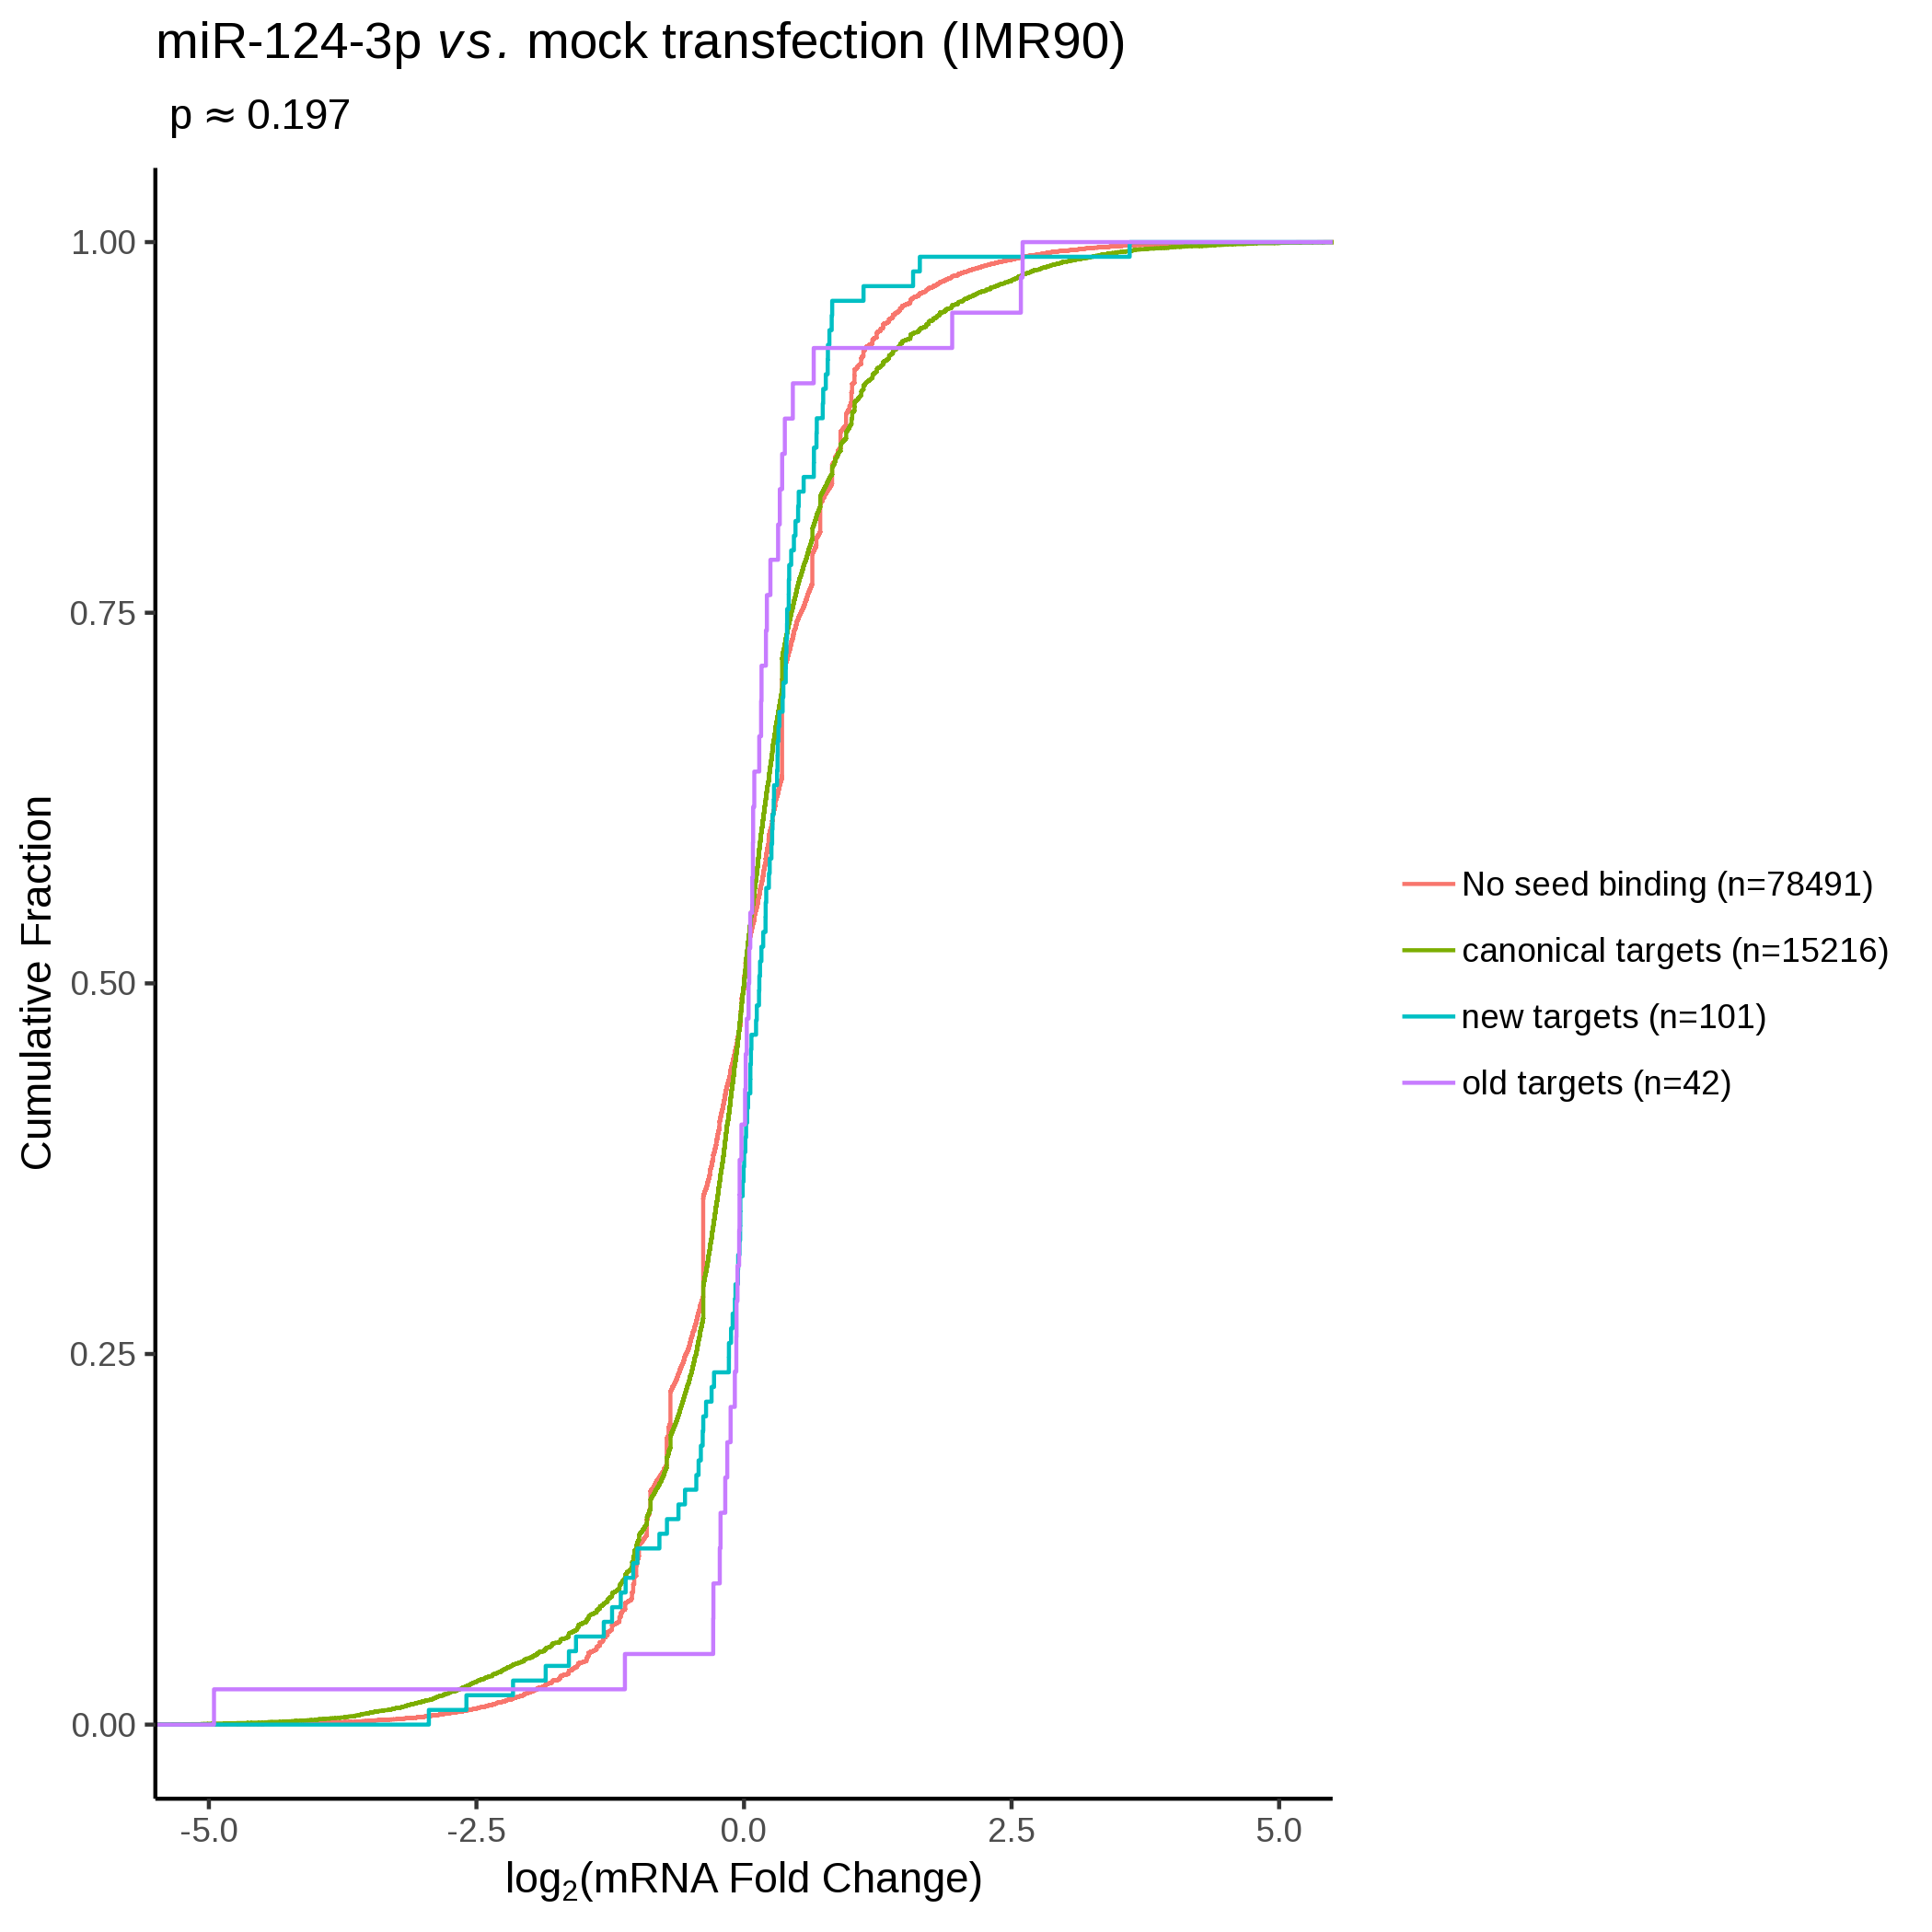 miR-124-3p vs. mock transfection (IMR90)
p ≈ 0.197
1.00
0.75
0.50
0.25
0.00
Cumulative Fraction
-5.0
-2.5
0.0
2.5
5.0
log₂(mRNA Fold Change)
No seed binding (n=78491)
canonical targets (n=15216)
new targets (n=101)
old targets (n=42)